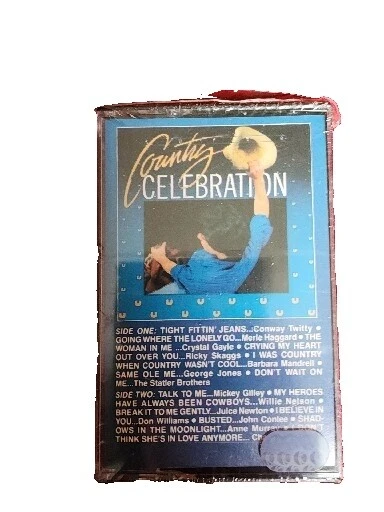 Country
CELEBRATION
SIDE ONE: TIGHT FITTIN' JEANS...Conway Twitty •
GOING WHERE THE LONELY GO... Merle Haggard • THE
WOMAN IN ME...Crystal Gayle • CRYING MY HEART
OUT OVER YOU...Ricky Skaggs • I WAS COUNTRY
WHEN COUNTRY WASN'T COOL...Barbara Mandrell •
SAME OLE ME...George Jones • DON'T WAIT ON
ME...The Statler Brothers
SIDE TWO: TALK TO ME...Mickey Gilley • MY HEROES
HAVE ALWAYS BEEN COWBOYS...Willie Nelson •
BREAK IT TO ME GENTLY...Juice Newton • I BELIEVE IN
YOU...Don Williams • BUSTED...John Conlee • SHAD-
OWS IN THE MOONLIGHT...Anne
THINK SHE'S IN LOVE ANYMORE...